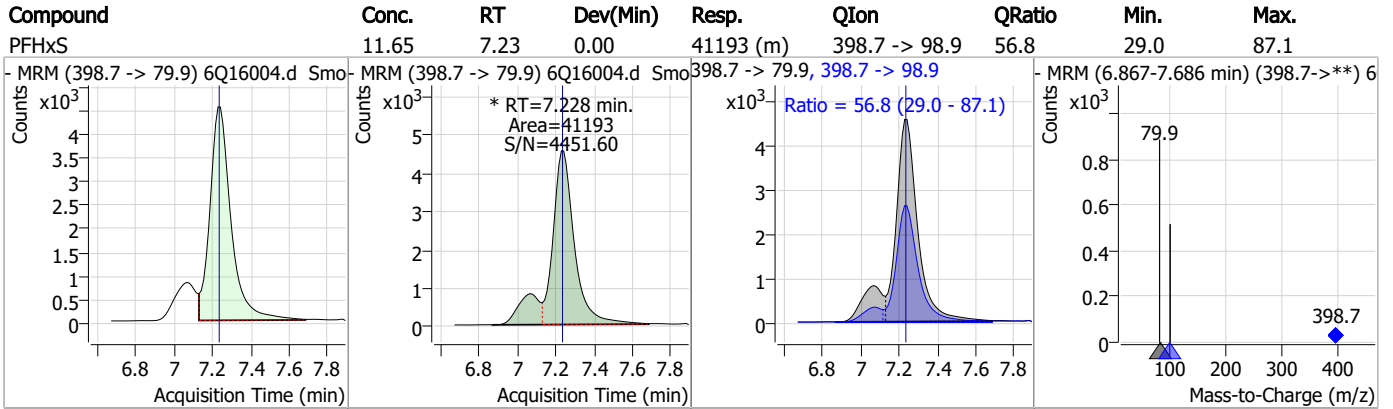 Compound Conc. RT Dev(Min) Resp. QIon QRatio Min. Max.
PFHxS 11.65 7.23 0.00 41193 (m) 398.7 -> 98.9 56.8 29.0 87.1
- MRM (398.7 -> 79.9) 6Q16004.d Smo
Counts
x10³
4
3.5
3
2.5
2
1.5
1
0.5
0
6.8 7 7.2 7.4 7.6 7.8
Acquisition Time (min)
- MRM (398.7 -> 79.9) 6Q16004.d Smo
Counts
x10³
* RT=7.228 min.
Area=41193
S/N=4451.60
5
4
3
2
1
0
6.8 7 7.2 7.4 7.6 7.8
Acquisition Time (min)
398.7 -> 79.9, 398.7 -> 98.9
Counts
x10³
Ratio = 56.8 (29.0 - 87.1)
4
3
2
1
0
6.8 7 7.2 7.4 7.6 7.8
Acquisition Time (min)
- MRM (6.867-7.686 min) (398.7->**) 6
Counts
x10³
79.9
0.8
0.6
0.4
0.2
0
398.7
100 200 300 400
Mass-to-Charge (m/z)